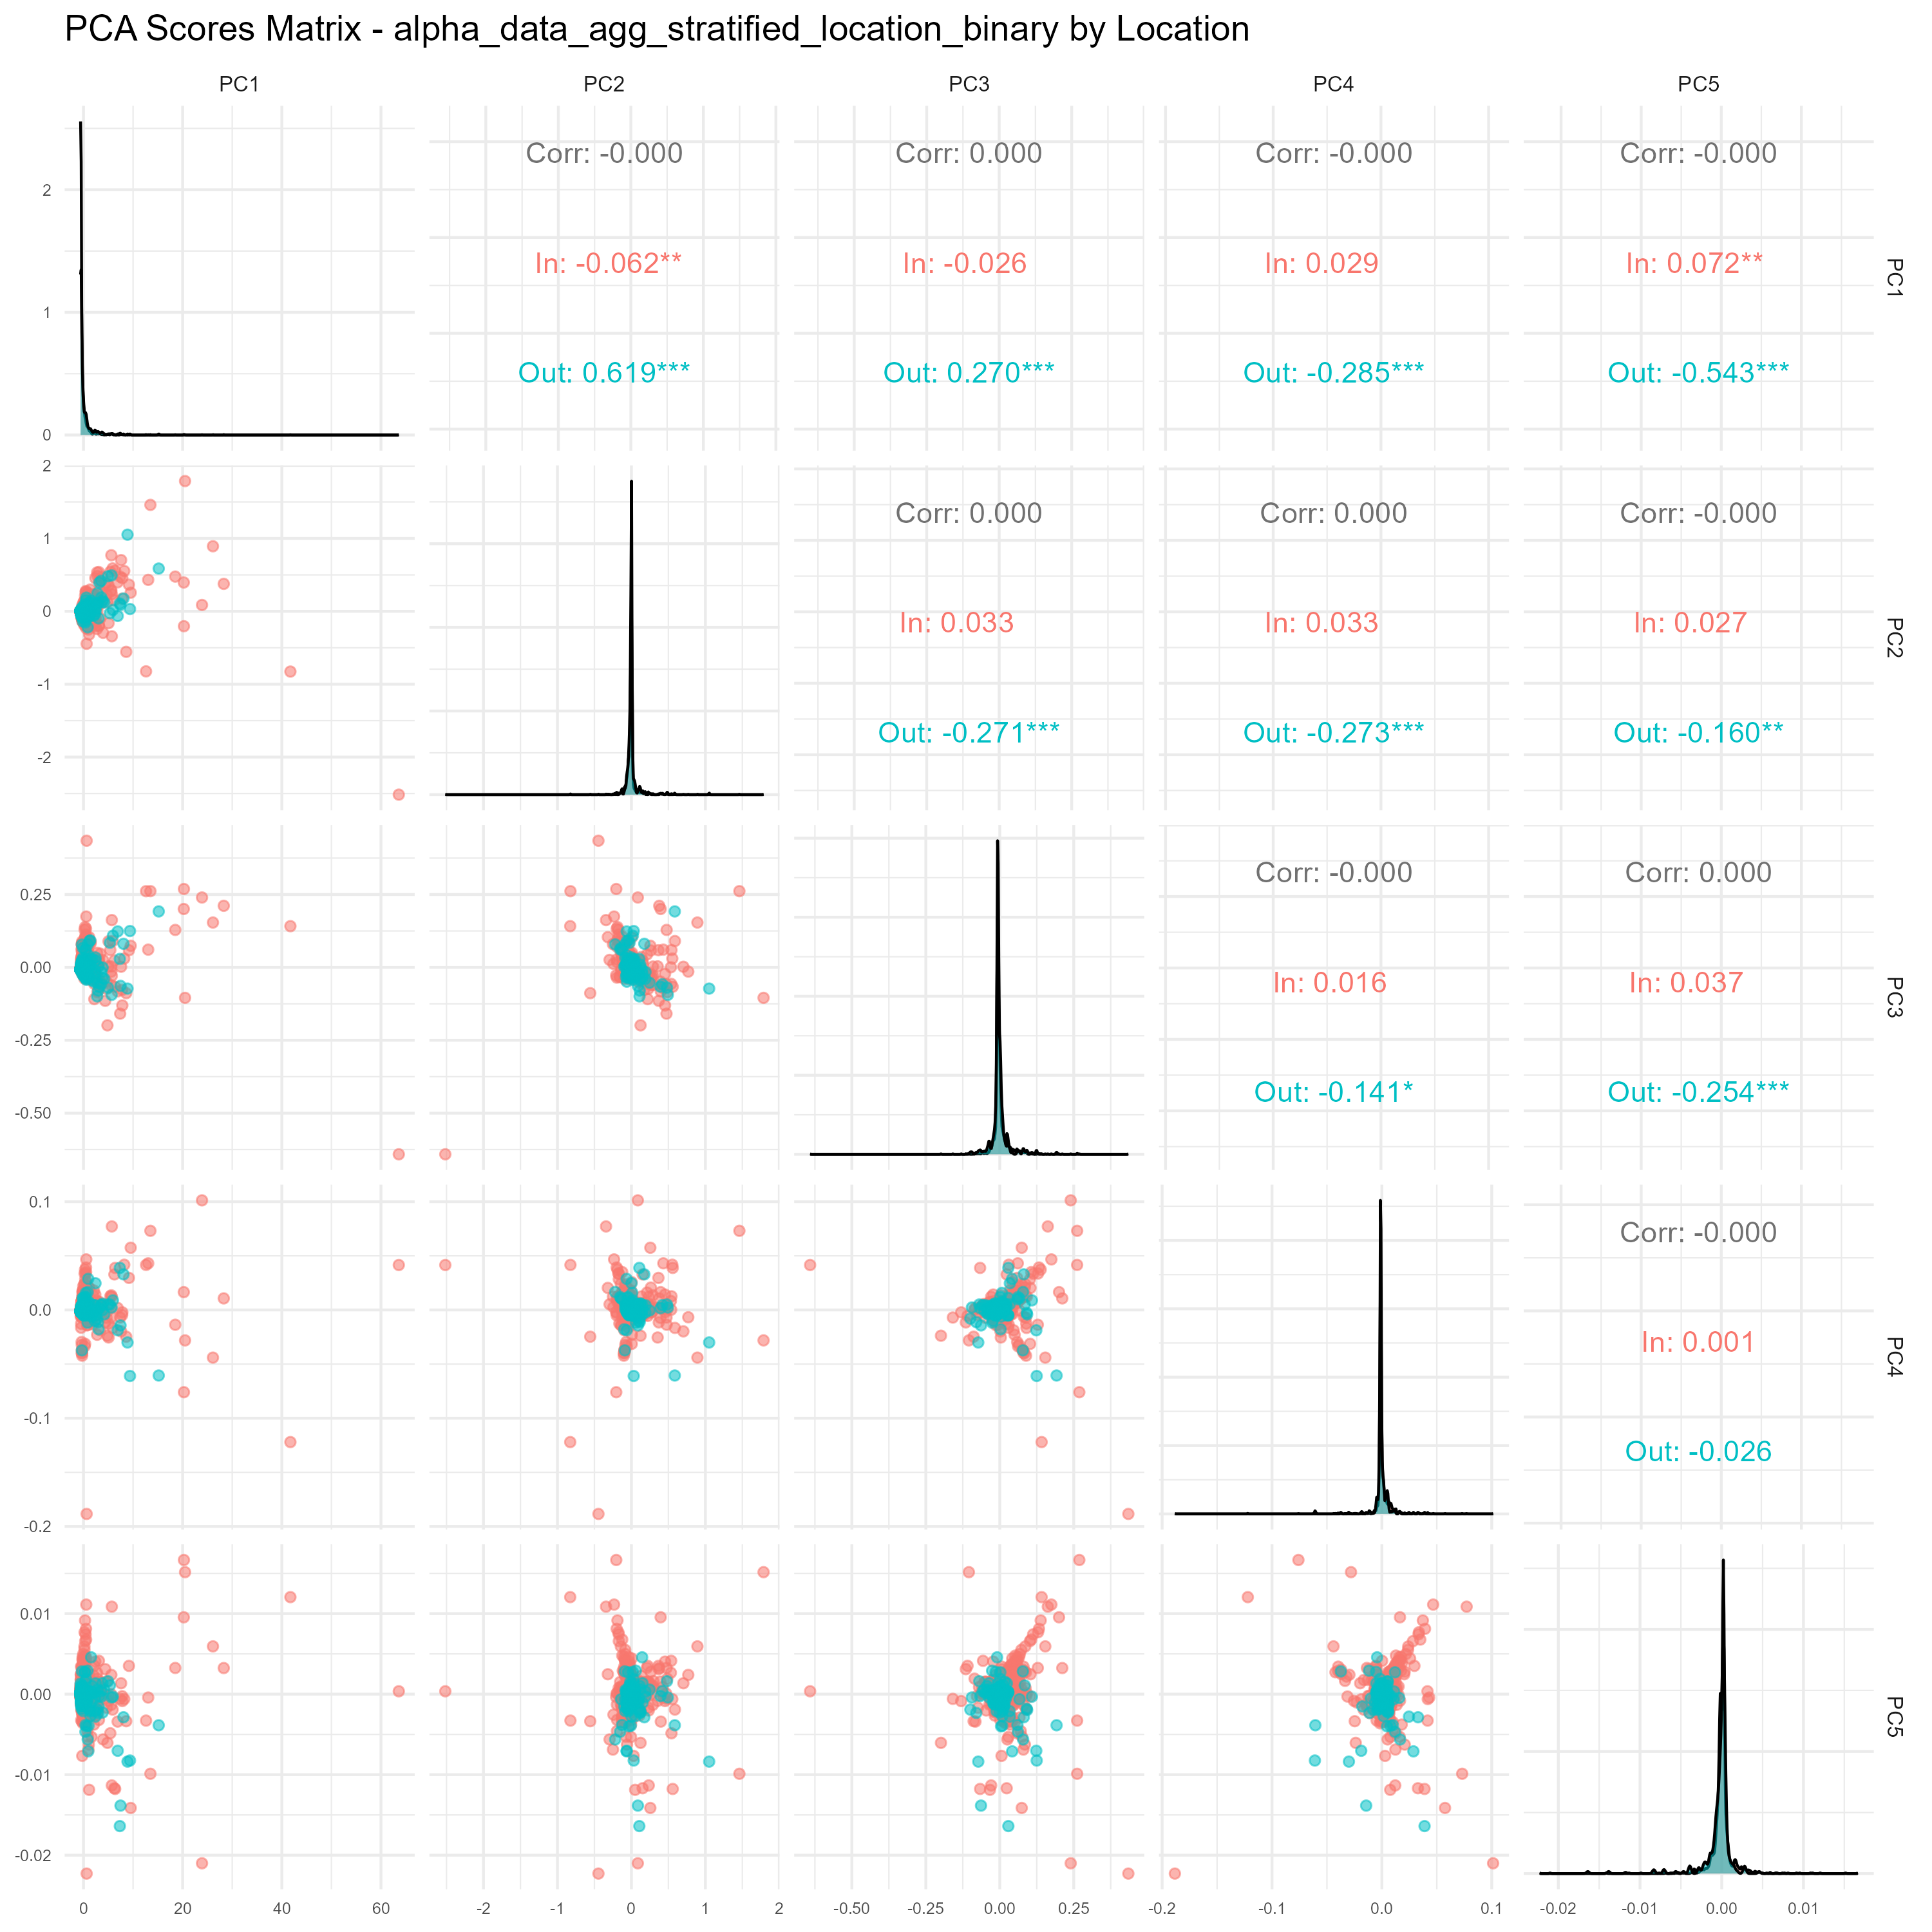 PCA Scores Matrix - alpha_data_agg_stratified_location_binary by Location
PC1 PC2 PC3 PC4 PC5
2
1
0
Corr: -0.000
In: -0.062**
Out: 0.619***
Corr: 0.000
In: -0.026
Out: 0.270***
Corr: -0.000
In: 0.029
Out: -0.285***
Corr: -0.000
In: 0.072**
Out: -0.543***
PC1
2
1
0
-1
-2
Corr: 0.000
In: 0.033
Out: -0.271***
Corr: 0.000
In: 0.033
Out: -0.273***
Corr: -0.000
In: 0.027
Out: -0.160**
PC2
0.25
0.00
-0.25
-0.50
Corr: -0.000
In: 0.016
Out: -0.141*
Corr: 0.000
In: 0.037
Out: -0.254***
PC3
0.1
0.0
-0.1
-0.2
Corr: -0.000
In: 0.001
Out: -0.026
PC4
0.01
0.00
-0.01
-0.02
PC5
0 20 40 60
-2 -1 0 1 2
-0.50 -0.25 0.00 0.25
-0.2 -0.1 0.0 0.1
-0.02 -0.01 0.00 0.01